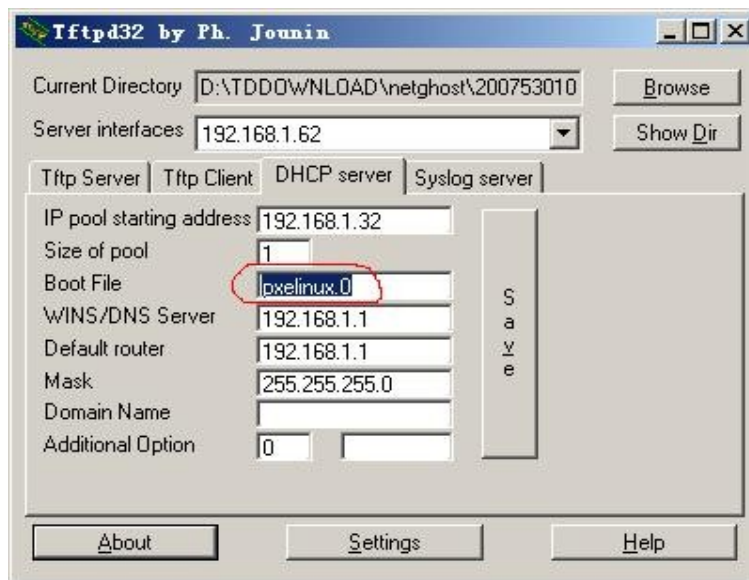 Tftpd32 by Ph. Jounin
Current Directory D:\TDDOWNLOAD\netghost\200753010 Browse
Server interfaces 192.168.1.62 Show Dir
Tftp Server Tftp Client DHCP server Syslog server
IP pool starting address 192.168.1.32
Size of pool 1
Boot File pxelinux.0
WINS/DNS Server 192.168.1.1
Default router 192.168.1.1
Mask 255.255.255.0
Domain Name
Additional Option 0
Save
About Settings Help